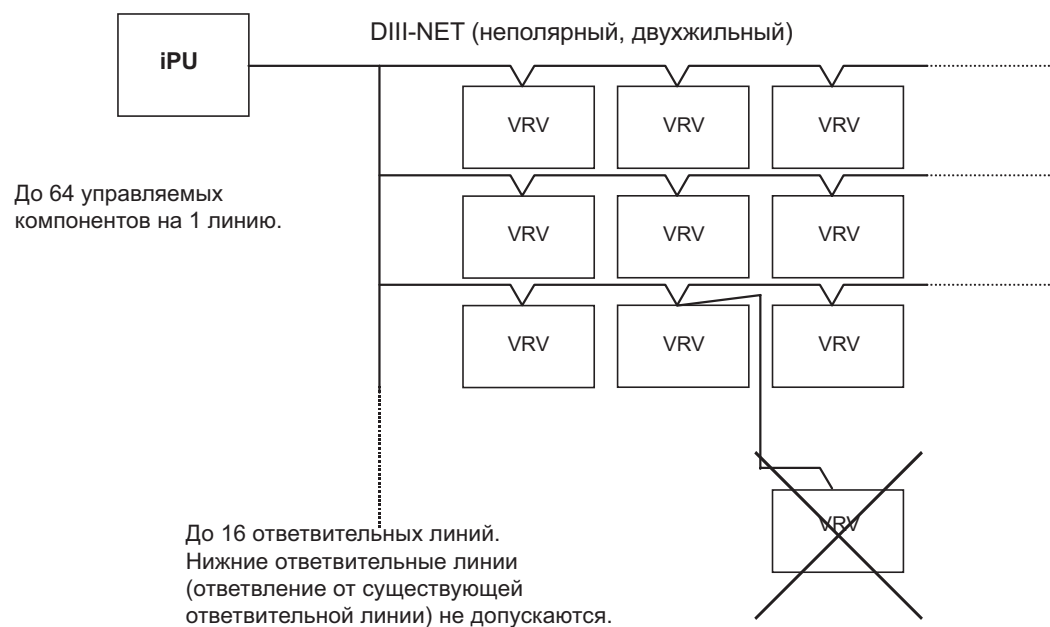 DIII-NET (неполярный, двухжильный)
iPU
VRV VRV VRV
До 64 управляемых
компонентов на 1 линию.
VRV VRV VRV
VRV VRV VRV
VRV
До 16 ответвительных линий.
Нижние ответвительные линии
(ответвление от существующей
ответвительной линии) не допускаются.